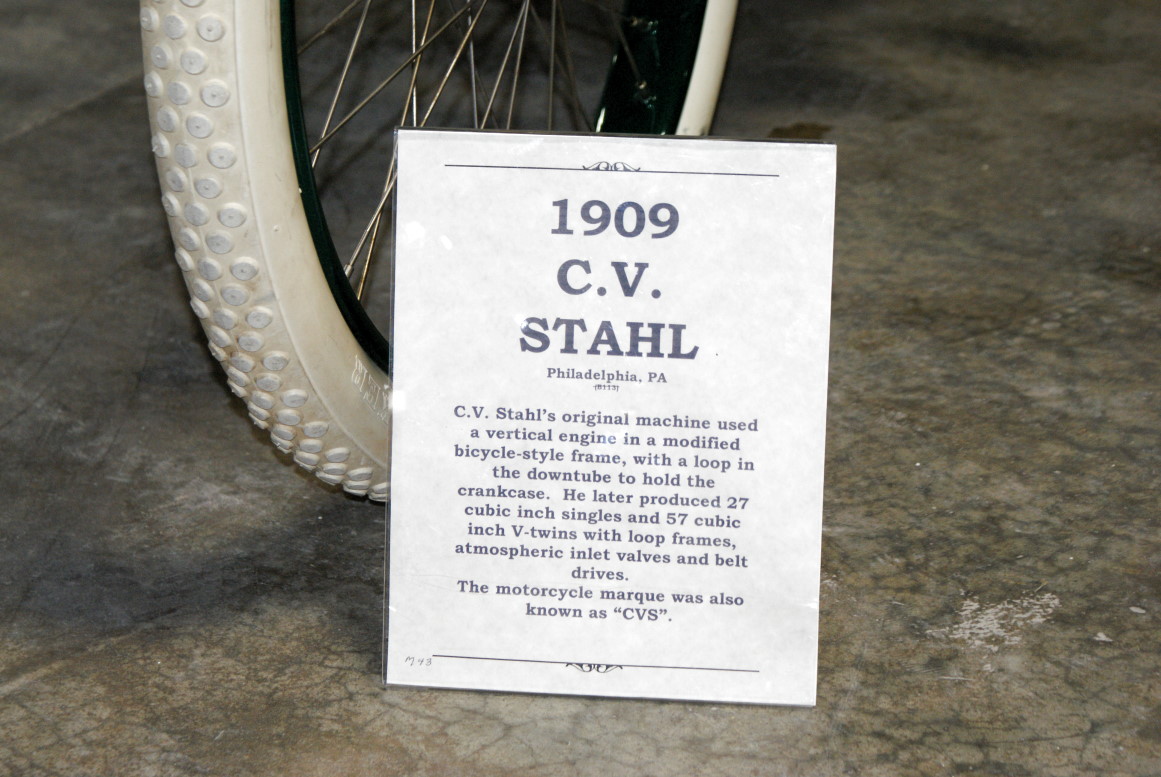 1909
C.V.
STAHL
Philadelphia, PA
(B113)
C.V. Stahl's original machine used
a vertical engine in a modified
bicycle-style frame, with a loop in
the downtube to hold the
crankcase. He later produced 27
cubic inch singles and 57 cubic
inch V-twins with loop frames,
atmospheric inlet valves and belt
drives.
The motorcycle marque was also
known as “CVS”.
M43